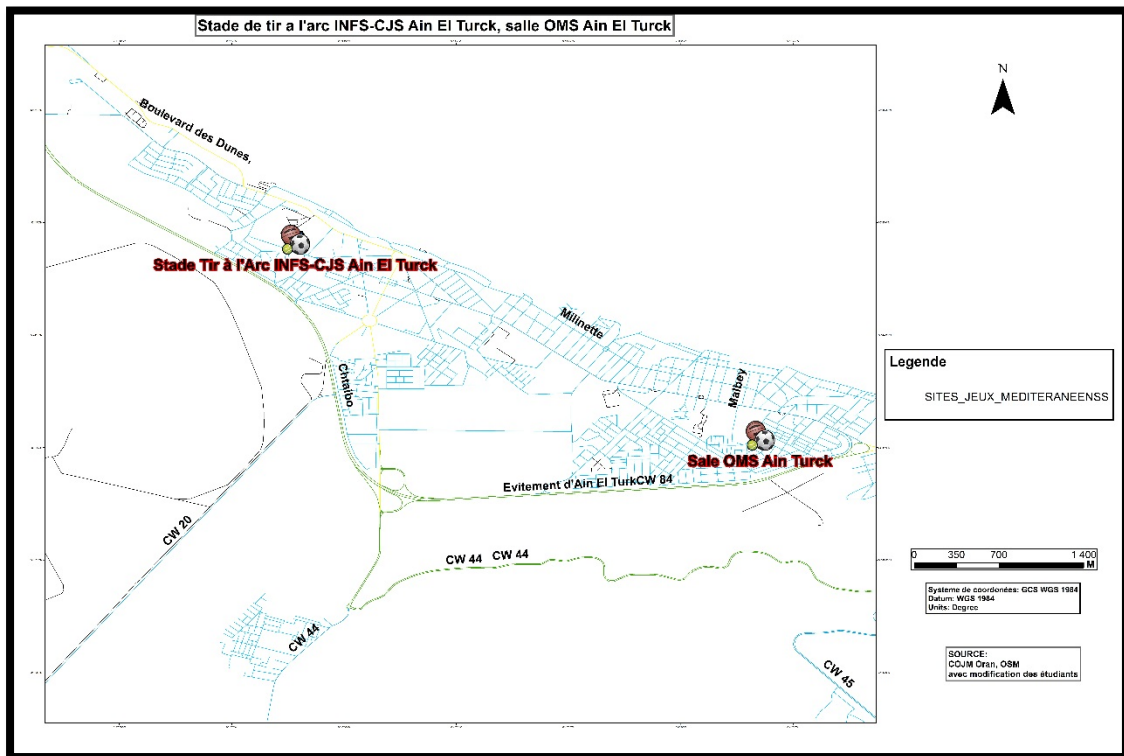 Stade de tir a l'arc INFS-CJS Ain El Turck, salle OMS Ain El Turck
N
Boulevard des Dunes,
Stade Tir à l'Arc INFS-CJS Ain El Turck
Milinette
Chtaibo
Malbey
Legende
SITES_JEUX_MEDITERANEENSS
Sale OMS Ain Turck
Evitement d'Ain El TurkCW 84
CW 20
CW 44 CW 44
CW 44
CW 45
0 350 700 1 400
M
Systeme de coordonées: GCS WGS 1984
Datum: WGS 1984
Units: Degree
SOURCE:
COJM Oran, OSM
avec modification des étudiants